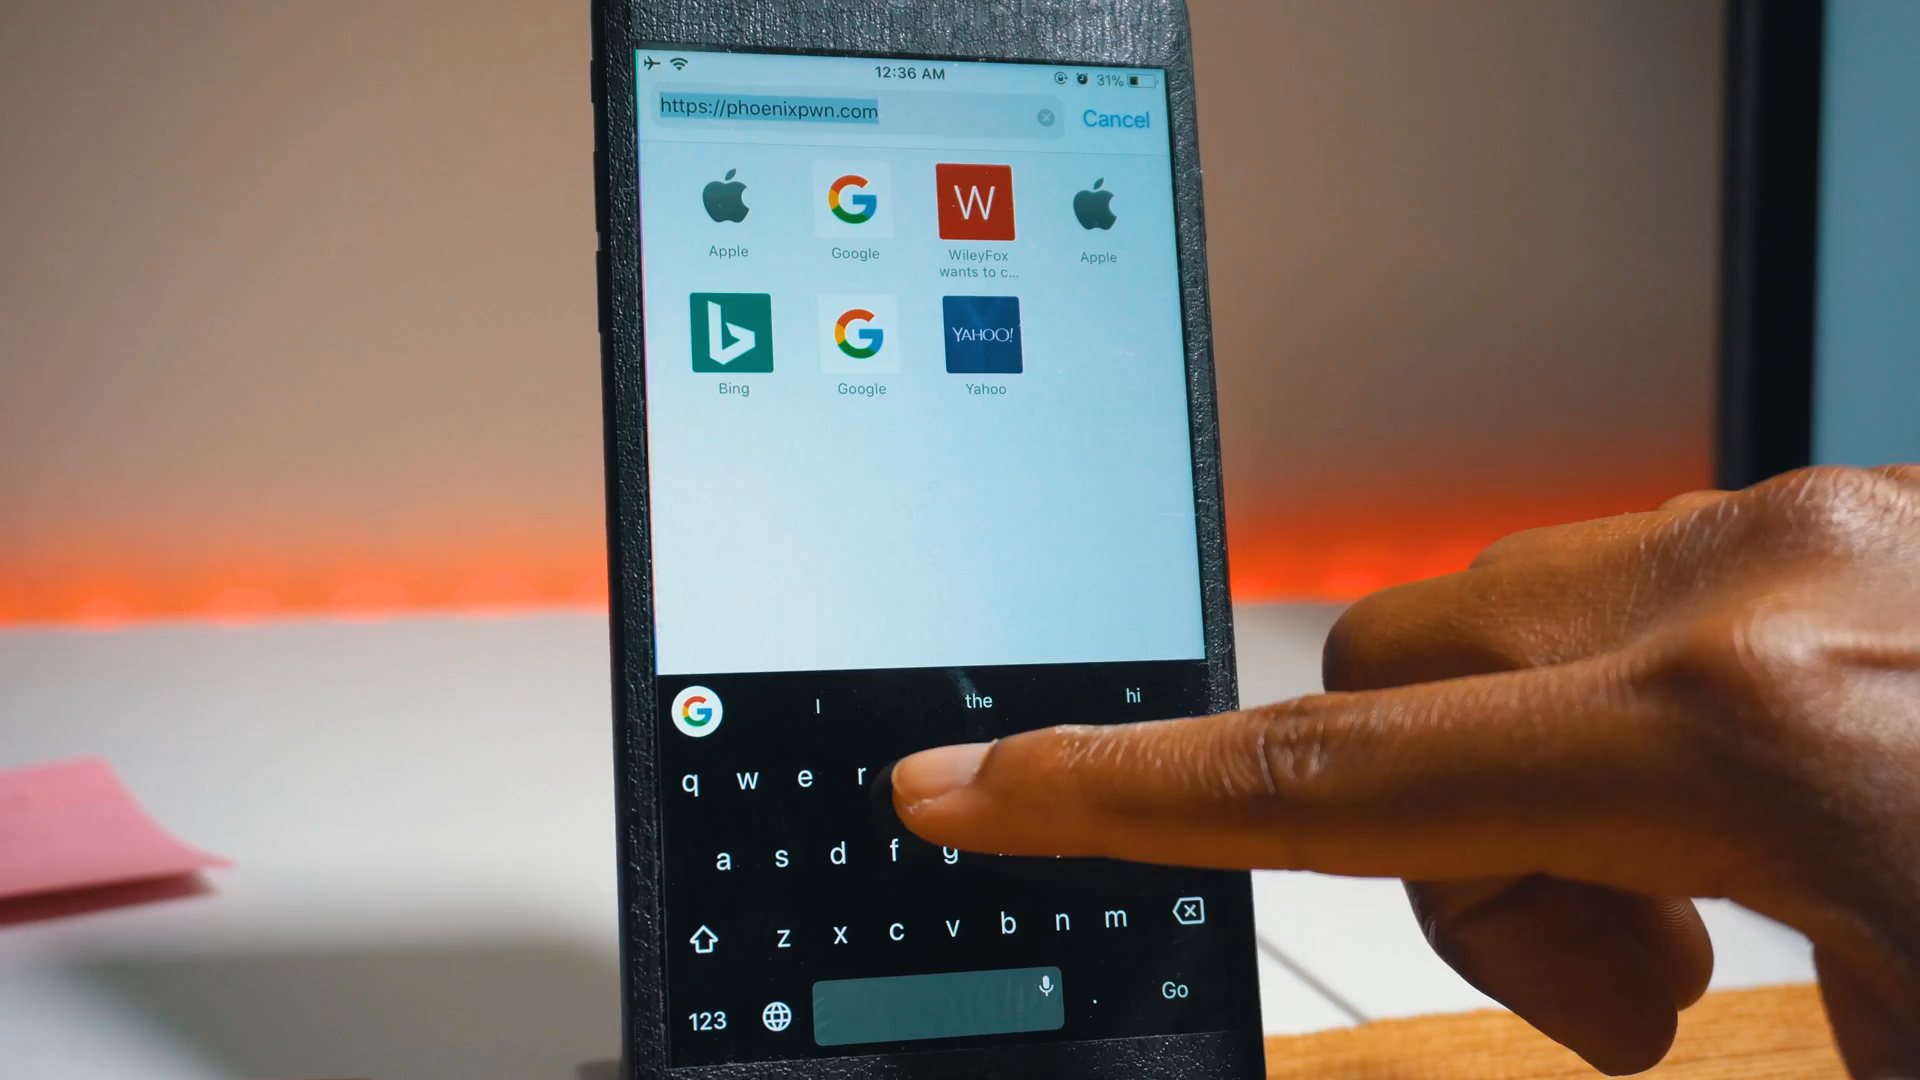 12:36 AM 31%
https://phoenixpwn.com Cancel
W
Apple Google WileyFox Apple
wants to c...
YAHOO!
Bing Google Yahoo
I the hi
q w e r
a s d f g
z x c v b n m
123 . Go